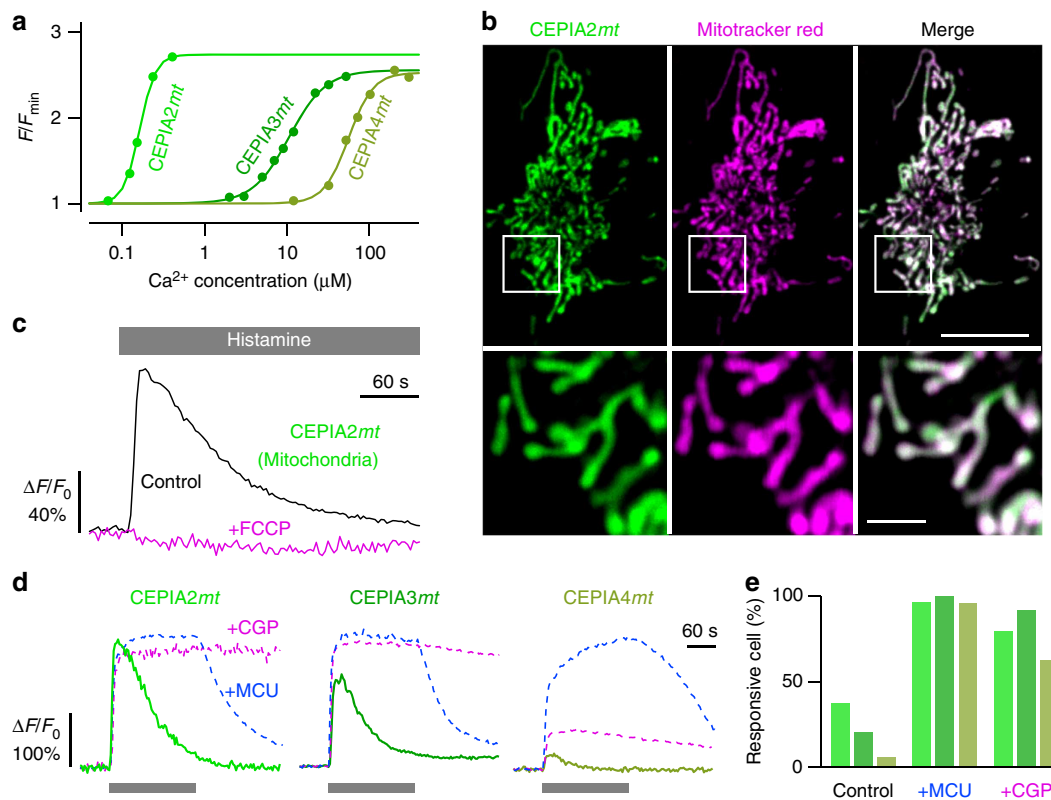 a
3
2
1
F/Fmin
CEPIA2mt
CEPIA3mt
CEPIA4mt
0.1 1 10 100
Ca2+ concentration (μM)
b
CEPIA2mt Mitotracker red Merge
c
Histamine
60 s
CEPIA2mt
(Mitochondria)
Control
ΔF/F0
40%
+FCCP
d
CEPIA2mt CEPIA3mt CEPIA4mt
+CGP
+MCU
60 s
ΔF/F0
100%
e
100
50
0
Responsive cell (%)
Control +MCU +CGP